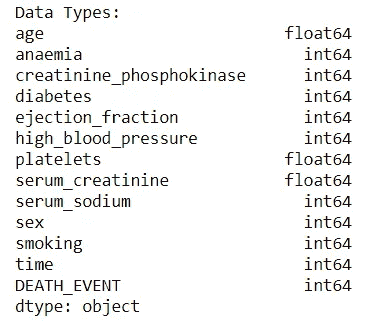 Data Types:
age float64
anaemia int64
creatinine_phosphokinase int64
diabetes int64
ejection_fraction int64
high_blood_pressure int64
platelets float64
serum_creatinine float64
serum_sodium int64
sex int64
smoking int64
time int64
DEATH_EVENT int64
dtype: object